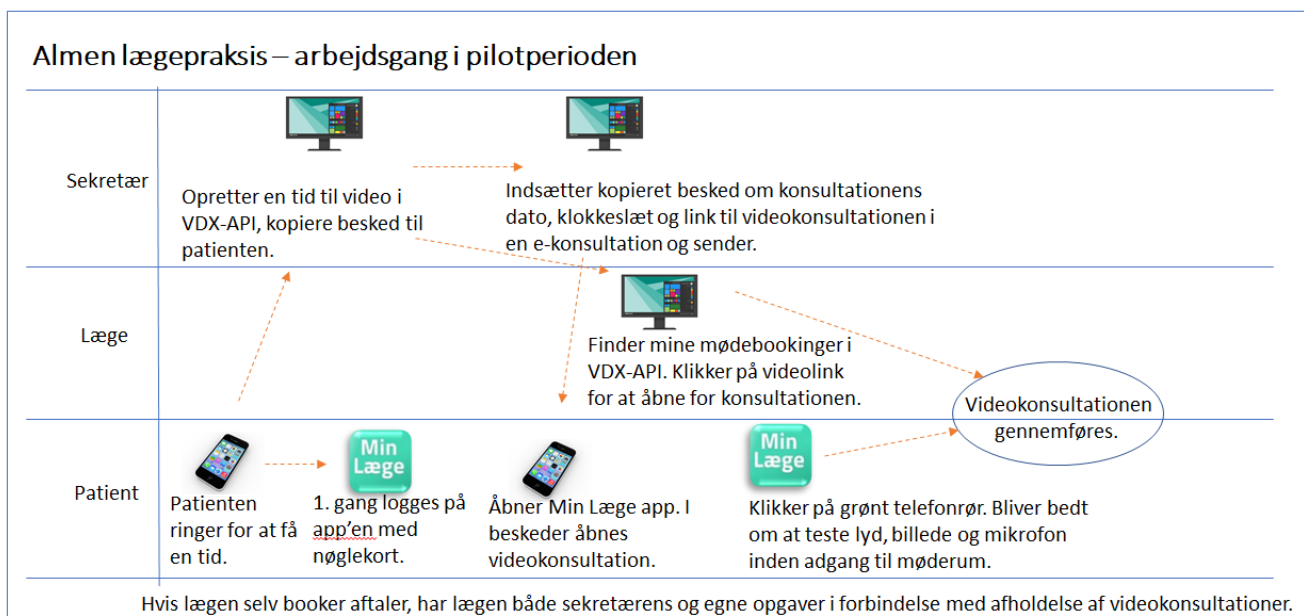 Almen lægepraksis – arbejdsgang i pilotperioden
Sekretær
Opretter en tid til video i
VDX-API, kopiere besked til
patienten.
Indsætter kopieret besked om konsultationens
dato, klokkeslæt og link til videokonsultationen i
en e-konsultation og sender.
Læge
Finder mine mødebookinger i
VDX-API. Klikker på videolink
for at åbne for konsultationen.
Videokonsultationen
gennemføres.
Patient
Patienten
ringer for at få
en tid.
Min
Læge
1. gang logges på
app'en med
nøglekort.
Åbner Min Læge app. I
beskeder åbnes
videokonsultation.
Min
Læge
Klikker på grønt telefonrør. Bliver bedt
om at teste lyd, billede og mikrofon
inden adgang til møderum.
Hvis lægen selv booker aftaler, har lægen både sekretærens og egne opgaver i forbindelse med afholdelse af videokonsultationer.